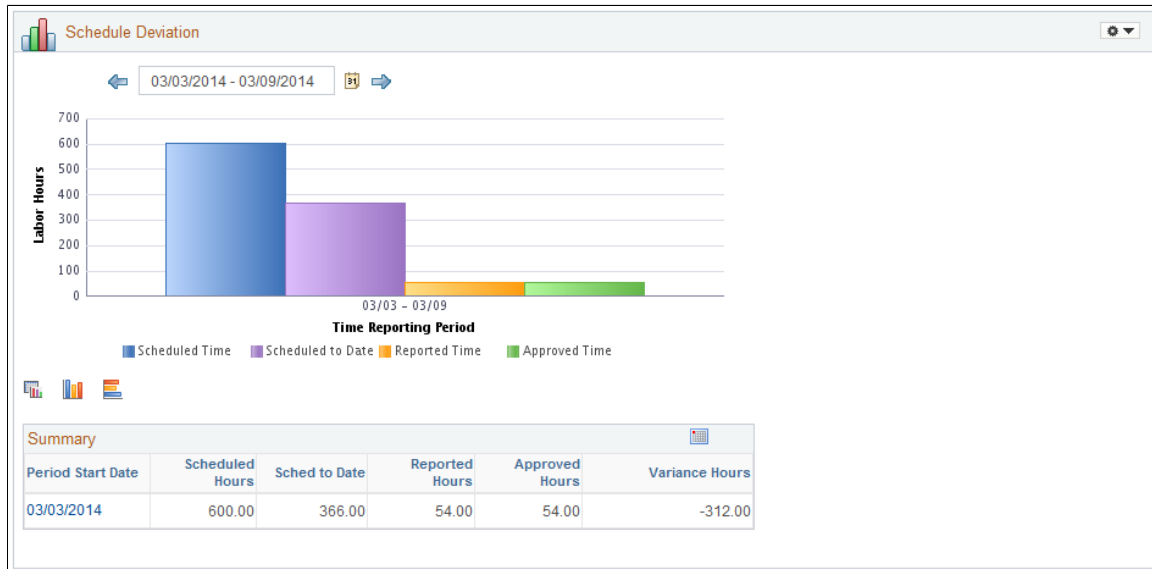 Schedule Deviation
03/03/2014 - 03/09/2014
31
700
600
500
400
300
200
100
0
Labor Hours
03/03 - 03/09
Time Reporting Period
Scheduled Time Scheduled to Date Reported Time Approved Time
Summary
Period Start Date Scheduled Hours Sched to Date Reported Hours Approved Hours Variance Hours
03/03/2014 600.00 366.00 54.00 54.00 -312.00